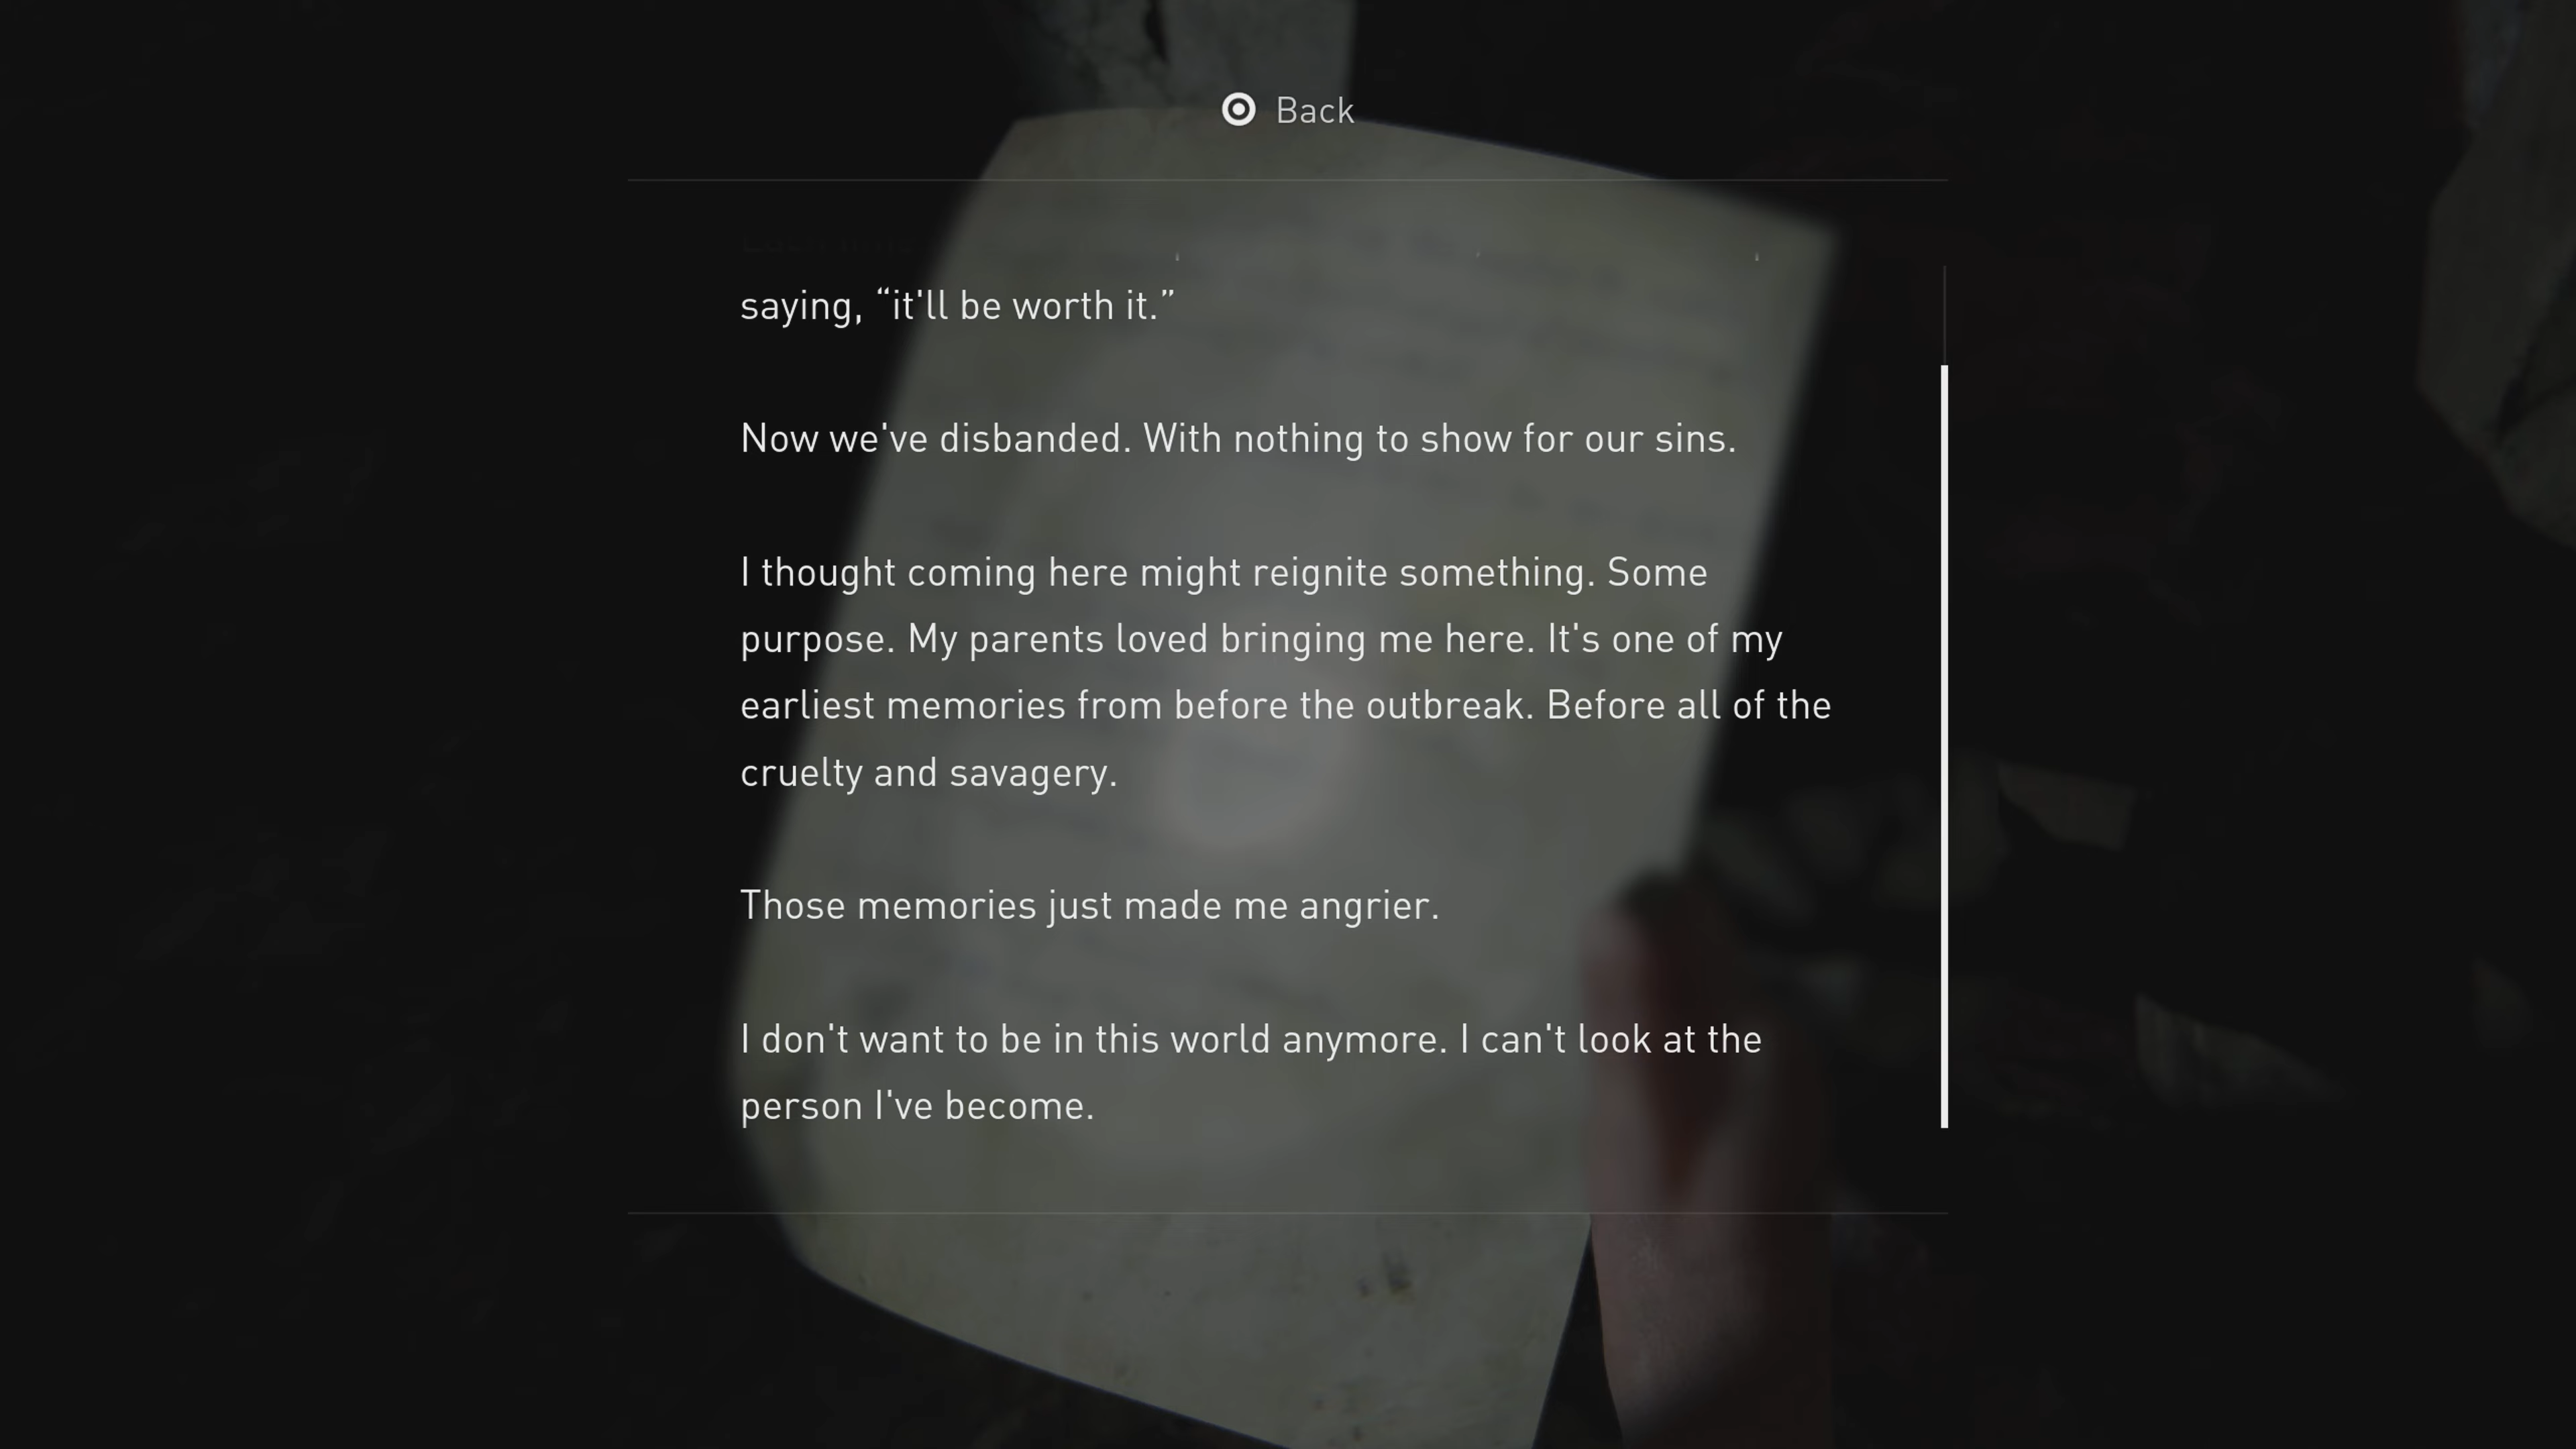 Back
saying, “it'll be worth it.”
Now we've disbanded. With nothing to show for our sins.
I thought coming here might reignite something. Some
purpose. My parents loved bringing me here. It's one of my
earliest memories from before the outbreak. Before all of the
cruelty and savagery.
Those memories just made me angrier.
I don't want to be in this world anymore. I can't look at the
person I've become.